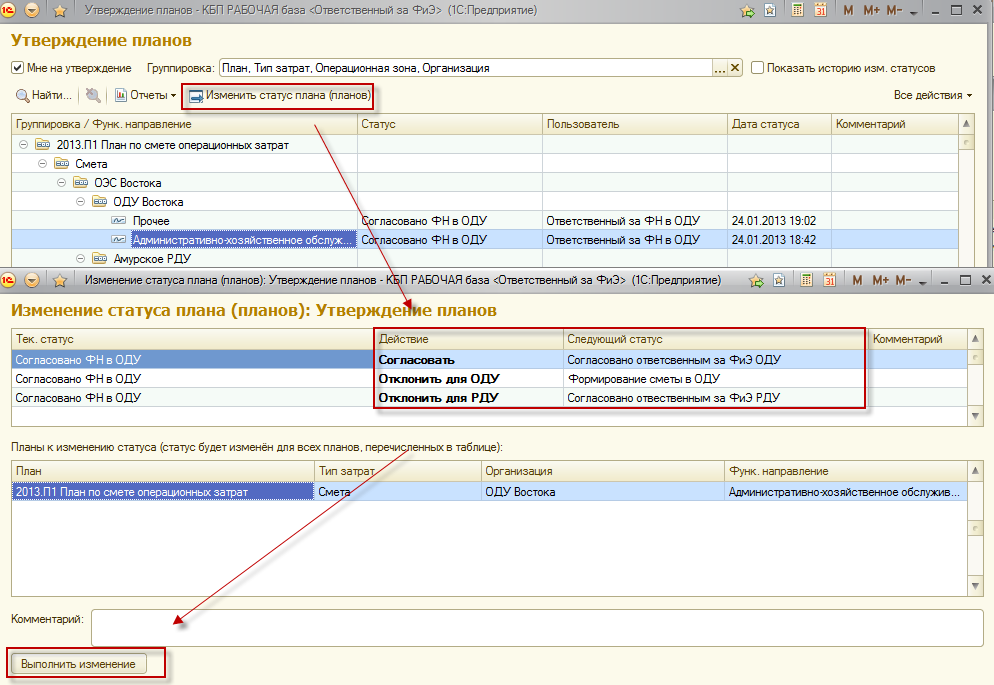 Утверждение планов - КБП РАБОЧАЯ база <Ответственный за ФиЭ> (1С:Предприятие) M M+ M-
Утверждение планов
Мне на утверждение Группировка: План, Тип затрат, Операционная зона, Организация ... Показать историю изм. статусов
Найти... Отчеты Изменить статус плана (планов) Все действия
Группировка / Функ. направление Статус Пользователь Дата статуса Комментарий
2013.П1 План по смете операционных затрат
Смета
ОЭС Востока
ОДУ Востока
Прочее Согласовано ФН в ОДУ Ответственный за ФН в ОДУ 24.01.2013 19:02
Административно-хозяйственное обслуж... Согласовано ФН в ОДУ Ответственный за ФН в ОДУ 24.01.2013 18:42
Амурское РДУ
Изменение статуса плана (планов): Утверждение планов - КБП РАБОЧАЯ база <Ответственный за ФиЭ> (1С:Предприятие) M M+ M-
Изменение статуса плана (планов): Утверждение планов
Тек. статус Действие Следующий статус Комментарий
Согласовано ФН в ОДУ Согласовать Согласовано ответсвенным за ФиЭ ОДУ
Согласовано ФН в ОДУ Отклонить для ОДУ Формирование сметы в ОДУ
Согласовано ФН в ОДУ Отклонить для РДУ Согласовано отвественным за ФиЭ РДУ
Планы к изменению статуса (статус будет изменён для всех планов, перечисленных в таблице):
План Тип затрат Организация Функ. направление
2013.П1 План по смете операционных затрат Смета ОДУ Востока Административно-хозяйственное обслужив...
Комментарий:
Выполнить изменение